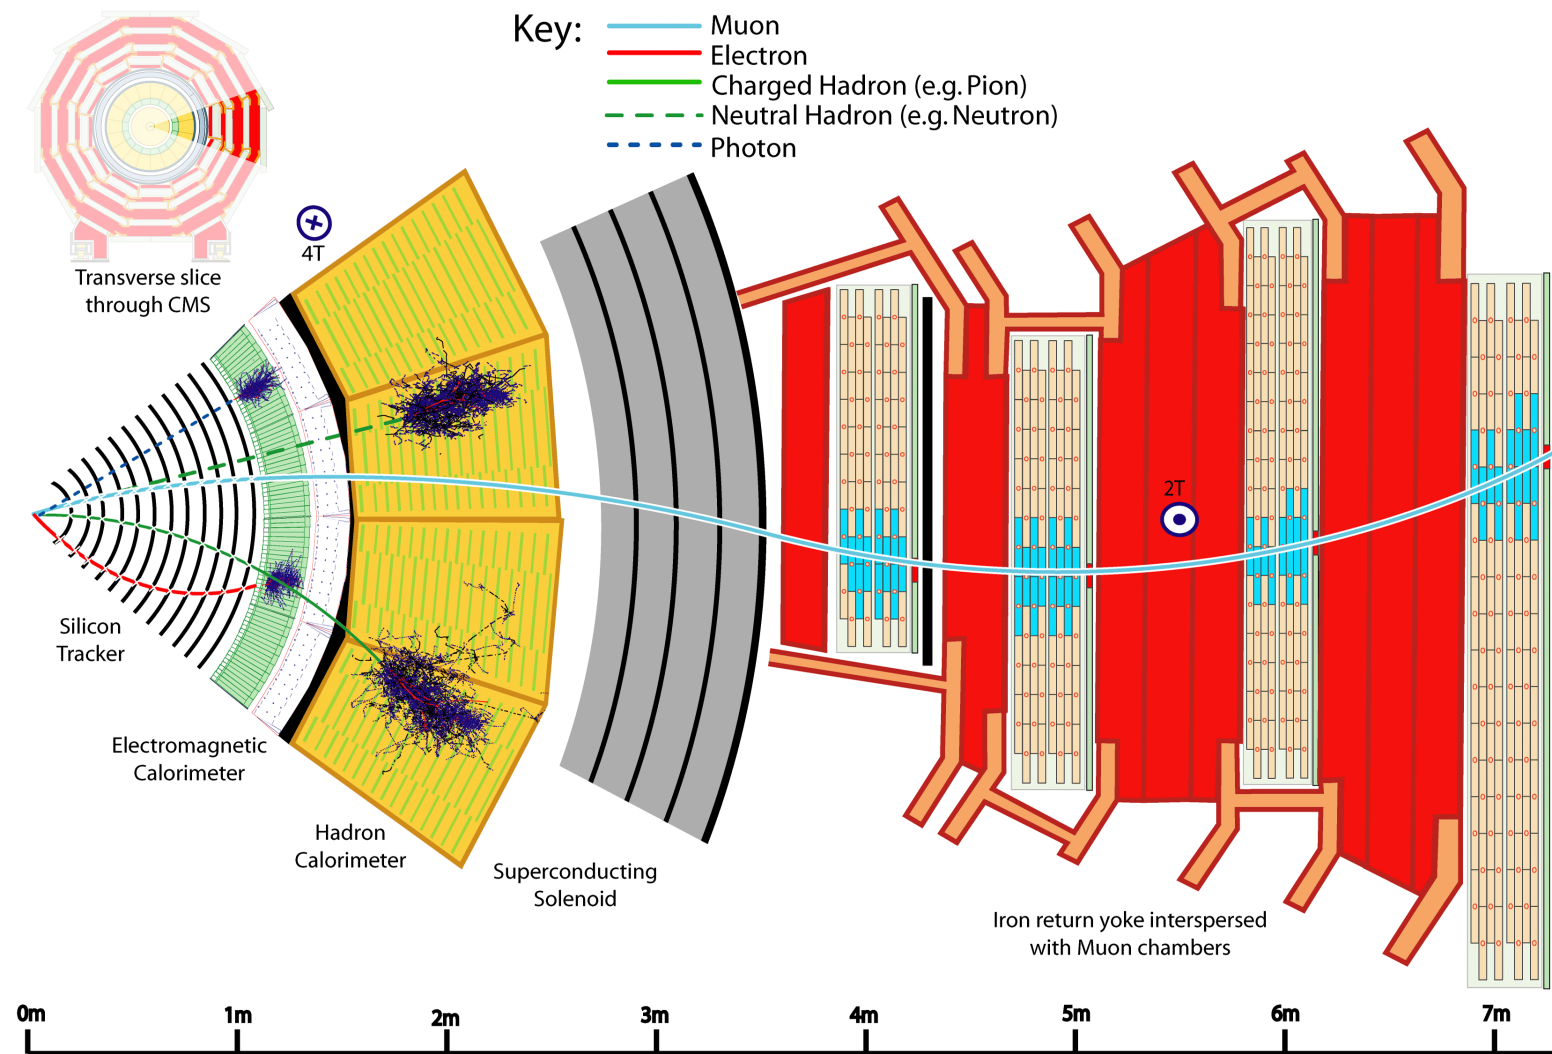 Key:
Muon
Electron
Charged Hadron (e.g. Pion)
Neutral Hadron (e.g. Neutron)
Photon
Transverse slice
through CMS
4T
2T
Silicon
Tracker
Electromagnetic
Calorimeter
Hadron
Calorimeter
Superconducting
Solenoid
Iron return yoke interspersed
with Muon chambers
0m 1m 2m 3m 4m 5m 6m 7m